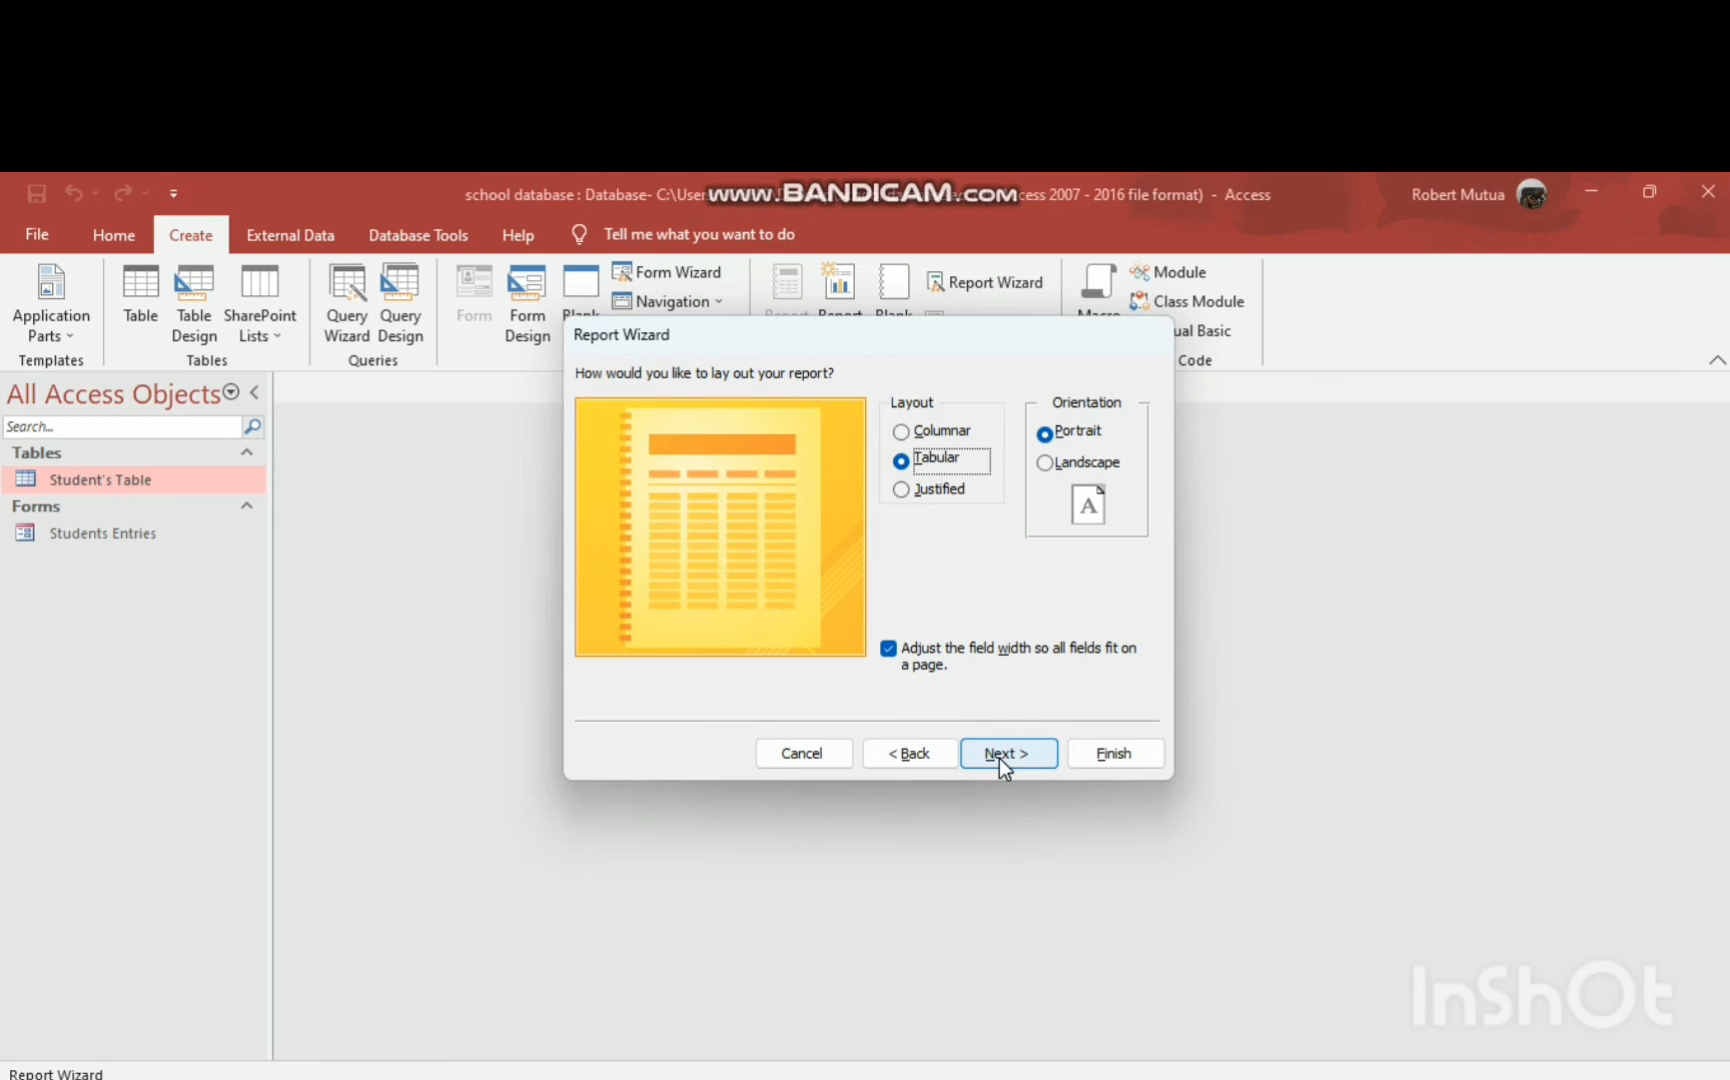 school database : Database- C:\User
www.BANDICAM.com
cess 2007 - 2016 file format) - Access
Robert Mutua
File
Home
Create
External Data
Database Tools
Help
Tell me what you want to do
Application
Parts
Templates
Table
Table
Design
SharePoint
Lists
Tables
Query
Wizard
Query
Design
Queries
Form
Form
Design
Form Wizard
Navigation
Report Wizard
Module
Class Module
ual Basic
Code
All Access Objects
Search...
Tables
Student's Table
Forms
Students Entries
Report Wizard
How would you like to lay out your report?
Layout
Columnar
Tabular
Justified
Orientation
Portrait
Landscape
A
Adjust the field width so all fields fit on
a page.
Cancel
< Back
Next >
Finish
InShOt
Report Wizard